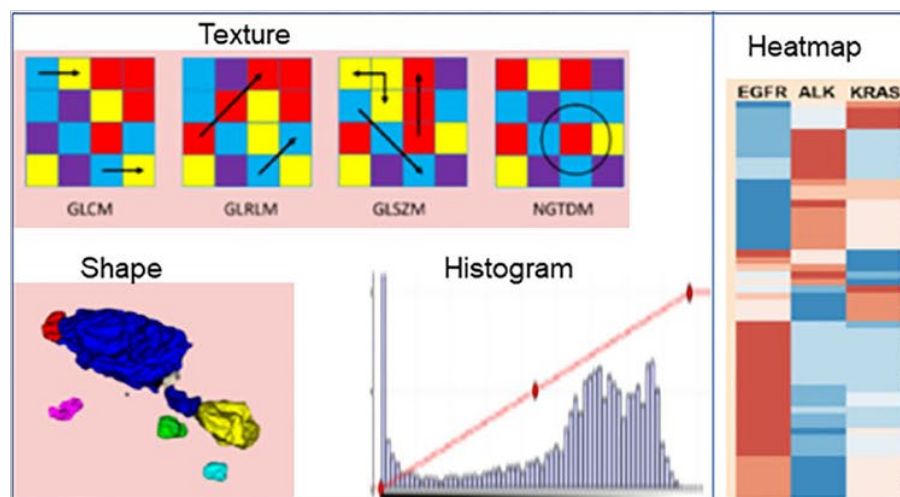 Texture
GLCM GLRLM GLSZM NGTDM
Shape
Histogram
Heatmap
EGFR ALK KRAS